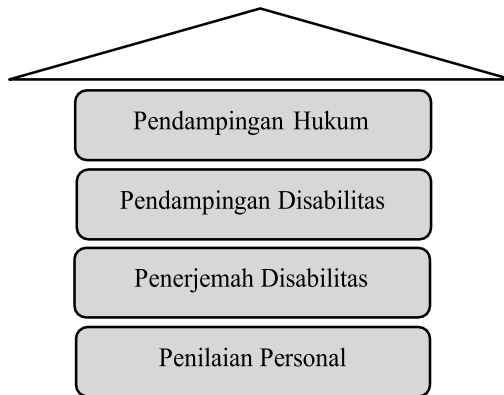 Pendampingan Hukum
Pendampingan Disabilitas
Penerjemah Disabilitas
Penilaian Personal